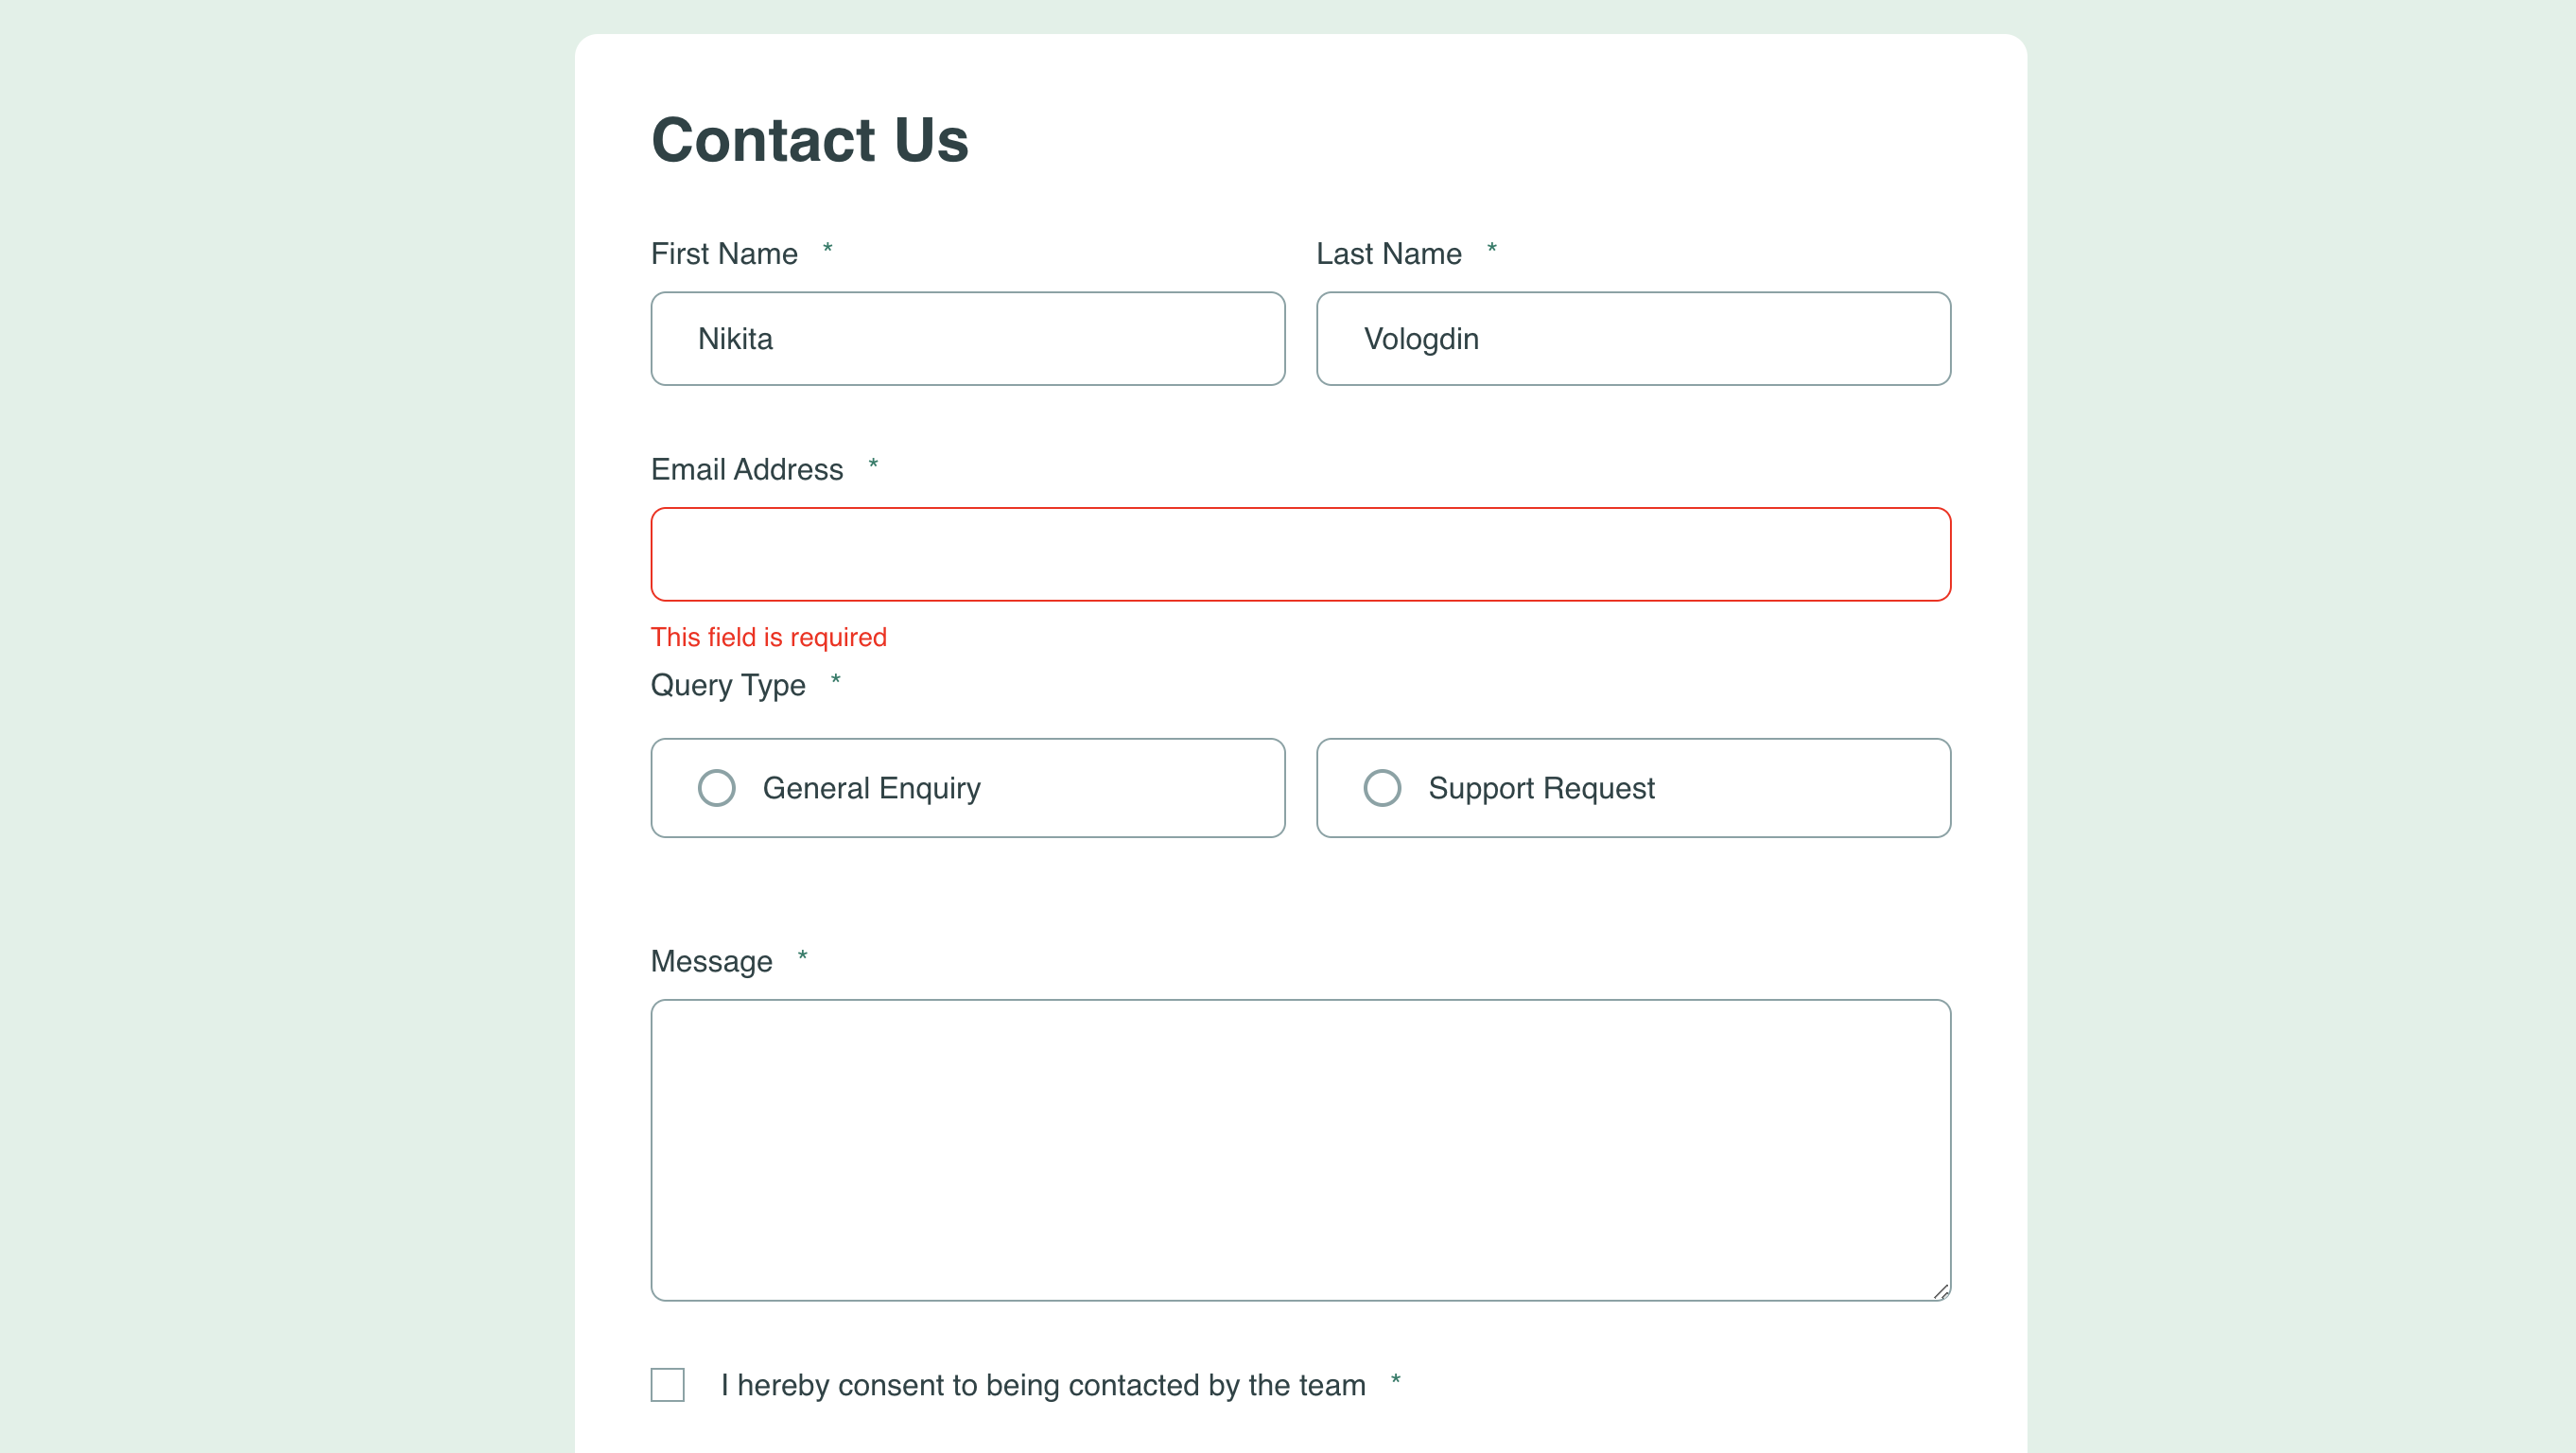 Contact Us
First Name *
Last Name *
Nikita
Vologdin
Email Address *
This field is required
Query Type *
General Enquiry
Support Request
Message *
I hereby consent to being contacted by the team *